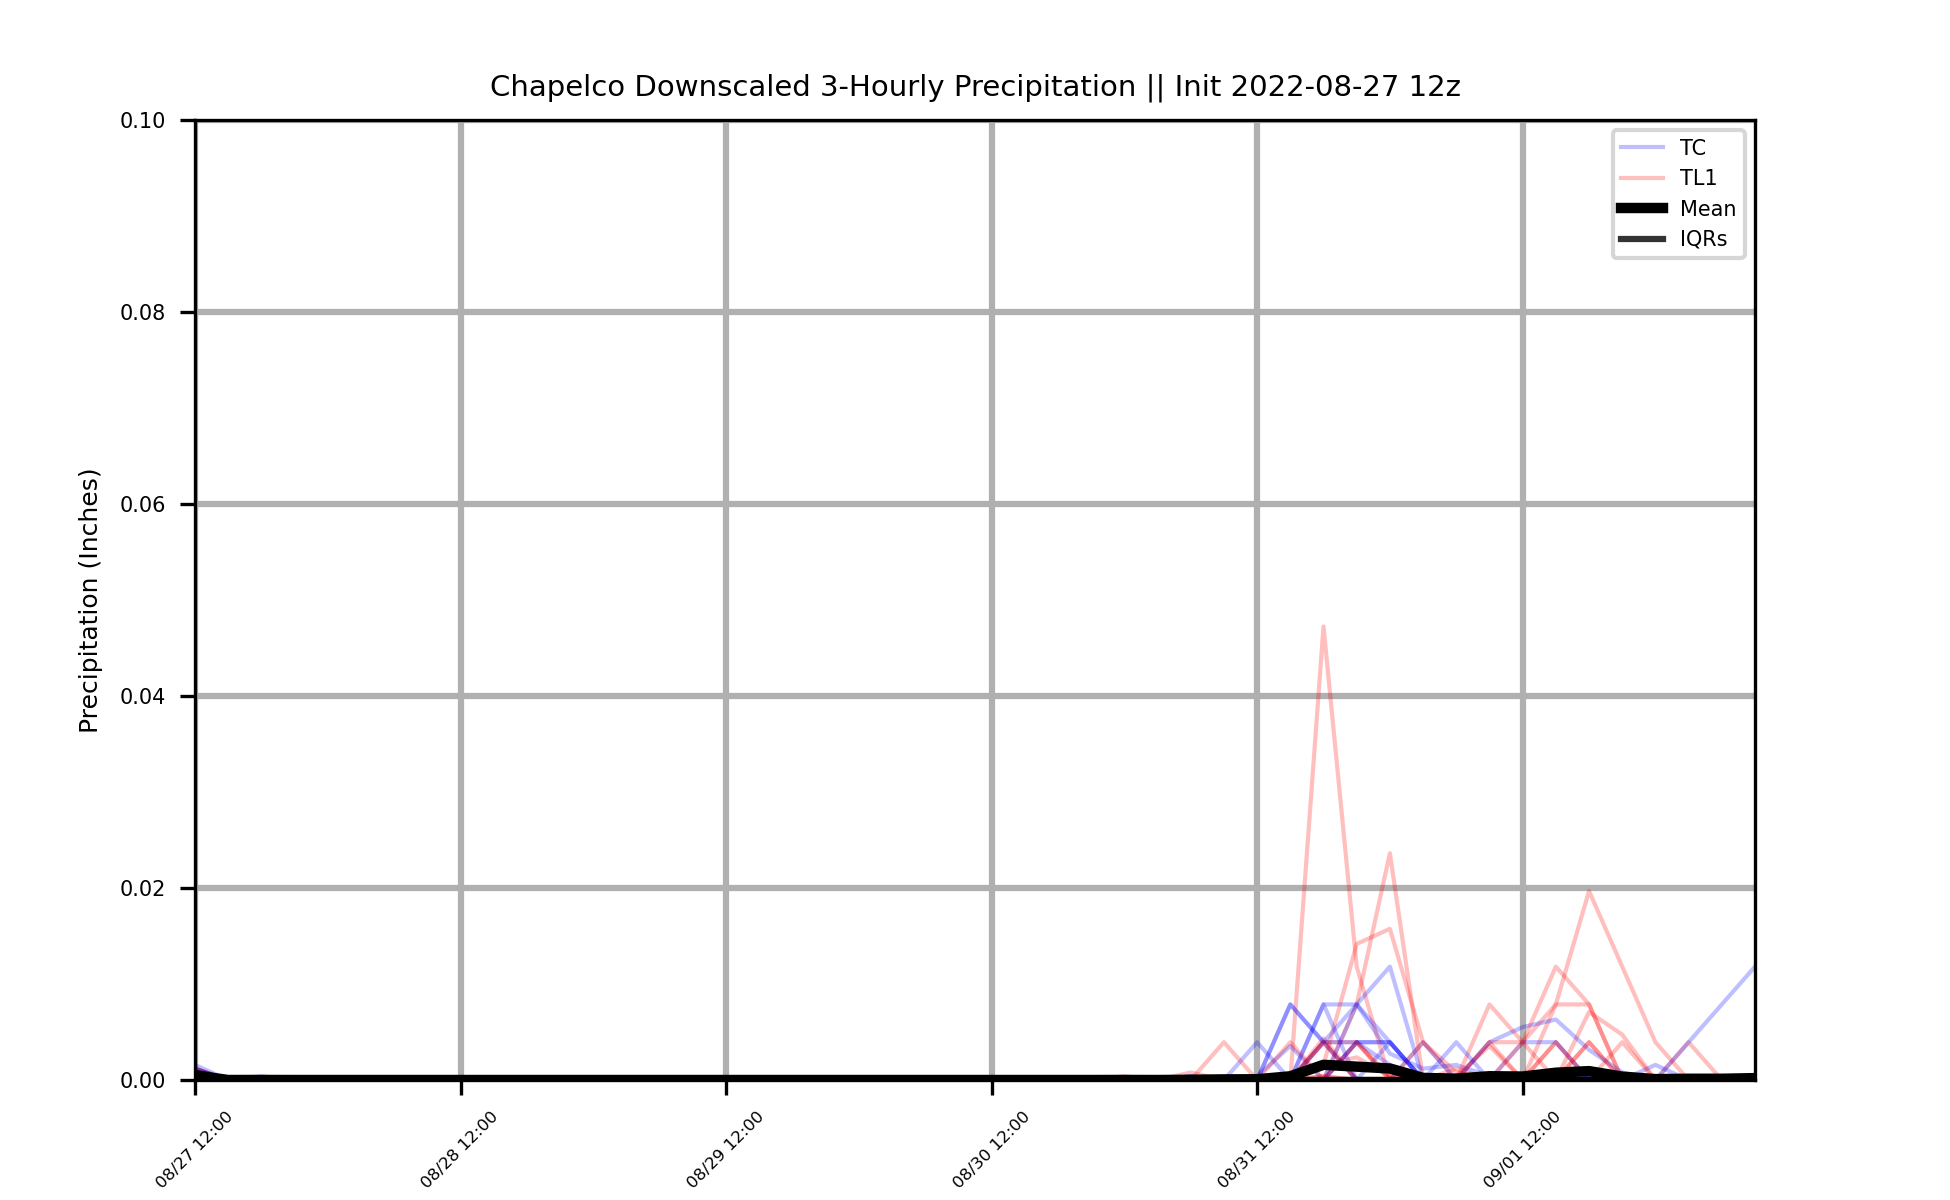 Chapelco Downscaled 3-Hourly Precipitation || Init 2022-08-27 12z
TC
TL1
Mean
IQRs
Precipitation (Inches)
0.10
0.08
0.06
0.04
0.02
0.00
08/27 12:00
08/28 12:00
08/29 12:00
08/30 12:00
08/31 12:00
09/01 12:00